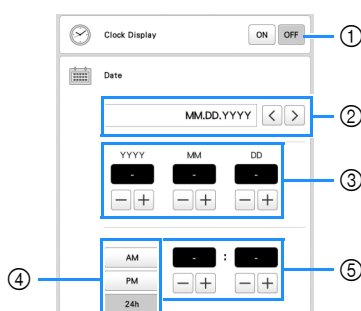 Clock Display ON OFF ①
Date
MM.DD.YYYY < > ②
YYYY MM DD
- - - ③
− + − + − +
④ AM - : - ⑤
PM − + − +
24h